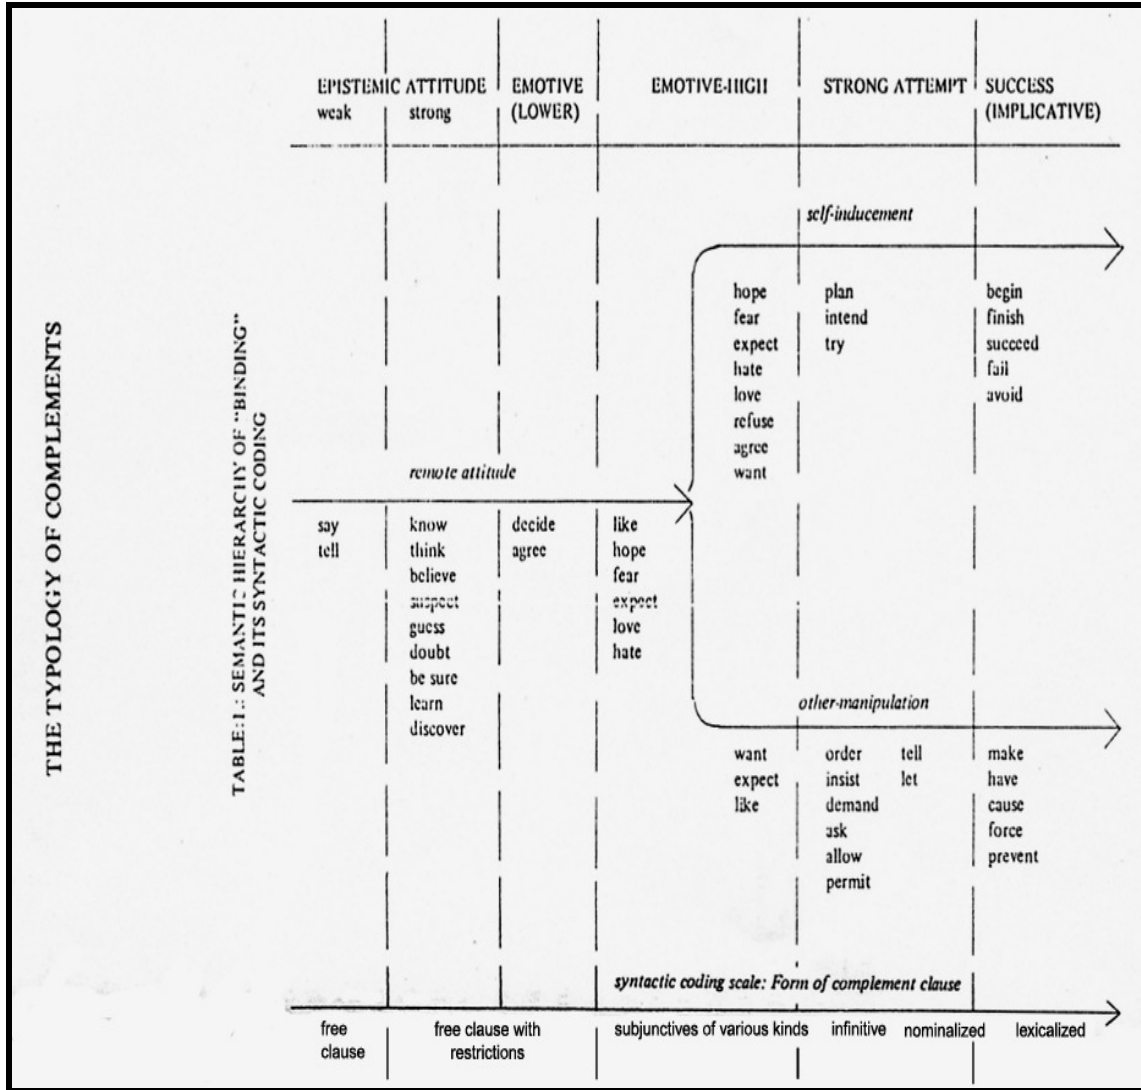 THE TYPOLOGY OF COMPLEMENTS
TABLE:1.: SEMANTIC HIERARCHY OF "BINDING"
AND ITS SYNTACTIC CODING
EPISTEMIC ATTITUDE
weak
strong
EMOTIVE
(LOWER)
EMOTIVE-HIGH
STRONG ATTEMPT
SUCCESS
(IMPLICATIVE)
self-inducement
hope
fear
expect
hate
love
refuse
agree
want
plan
intend
try
begin
finish
succeed
fail
avoid
remote attitude
say
tell
know
think
believe
suspect
guess
doubt
be sure
learn
discover
decide
agree
like
hope
fear
expect
love
hate
other-manipulation
want
expect
like
order
insist
demand
ask
allow
permit
tell
let
make
have
cause
force
prevent
syntactic coding scale: Form of complement clause
free
clause
free clause with
restrictions
subjunctives of various kinds
infinitive
nominalized
lexicalized